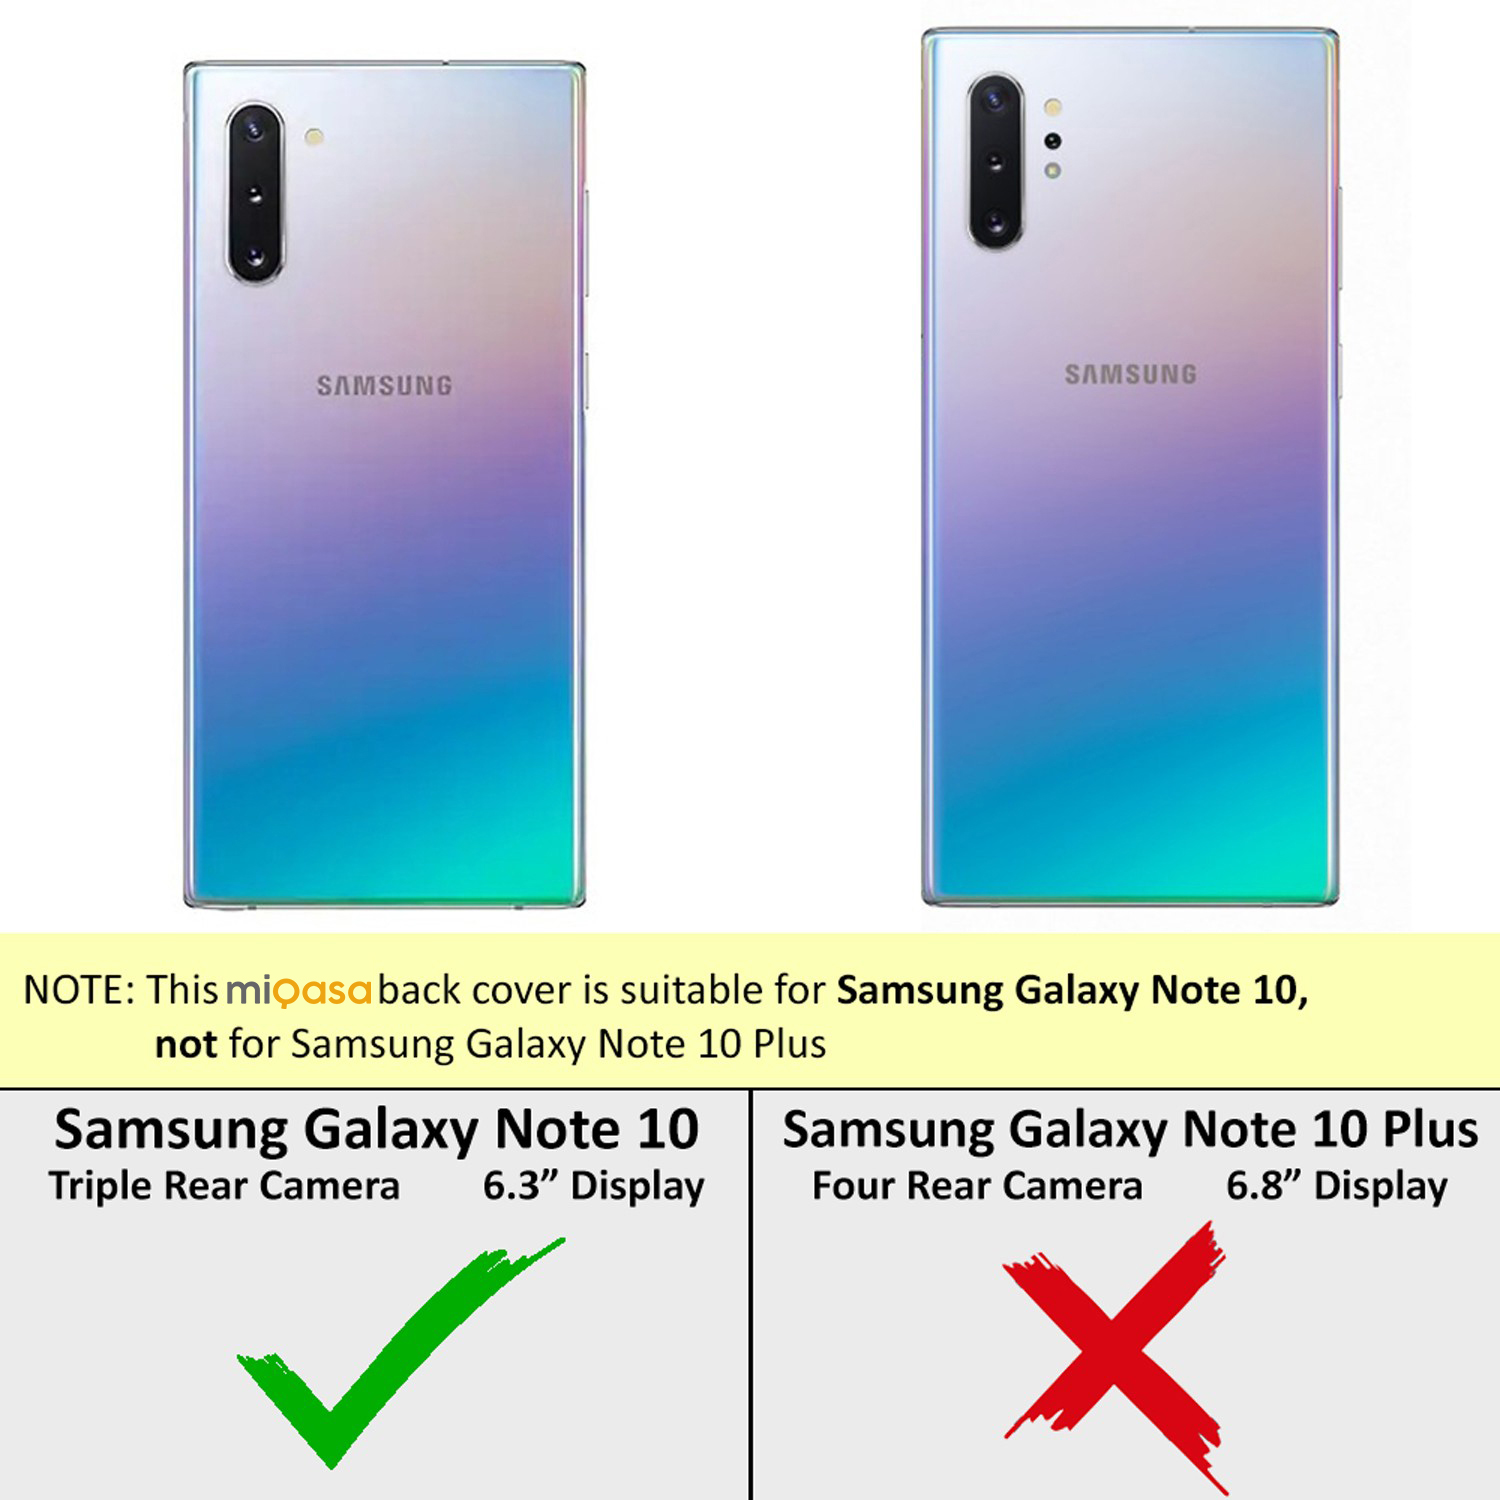 SAMSUNG
SAMSUNG
NOTE: This miQasa back cover is suitable for Samsung Galaxy Note 10,
not for Samsung Galaxy Note 10 Plus
Samsung Galaxy Note 10
Triple Rear Camera 6.3” Display
Samsung Galaxy Note 10 Plus
Four Rear Camera 6.8” Display